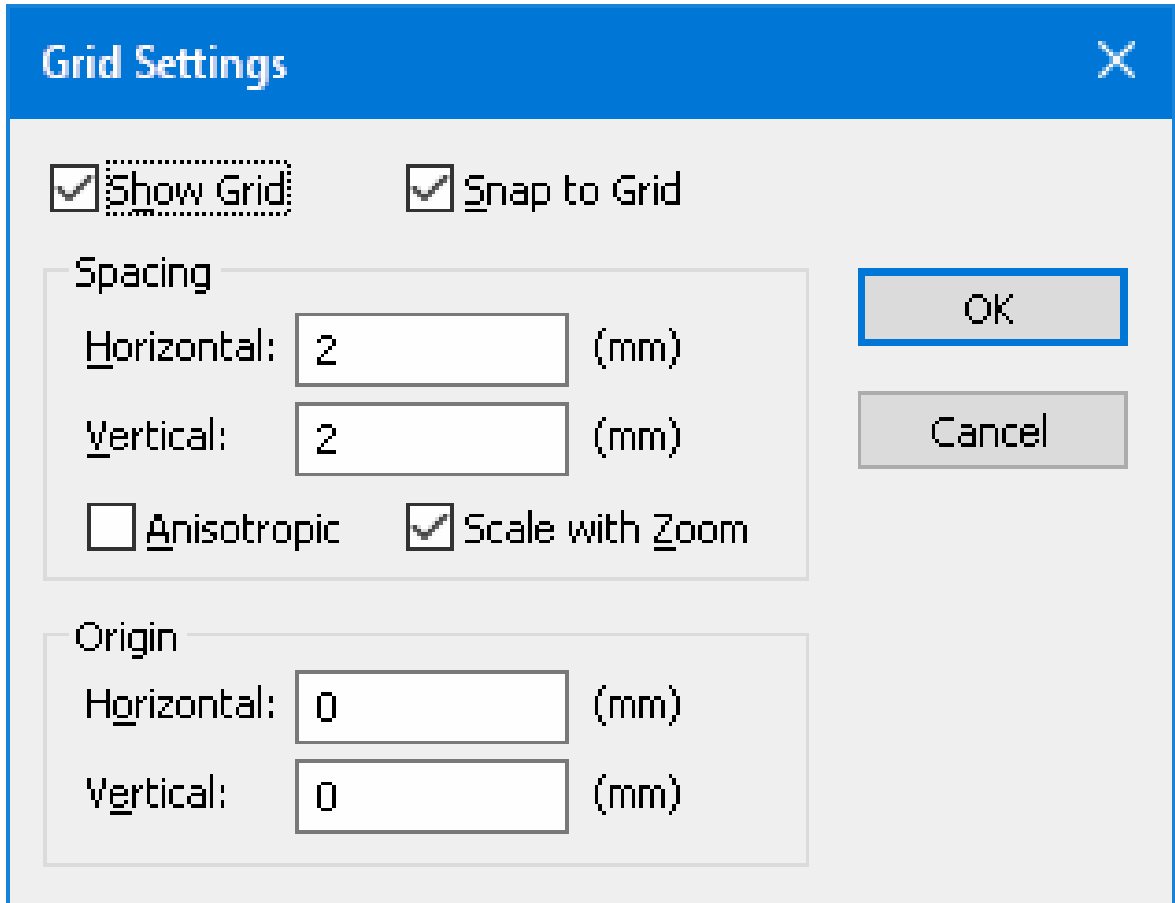 Grid Settings
Show Grid Snap to Grid
Spacing
Horizontal: 2 (mm)
OK
Vertical: 2 (mm)
Cancel
Anisotropic Scale with Zoom
Origin
Horizontal: 0 (mm)
Vertical: 0 (mm)